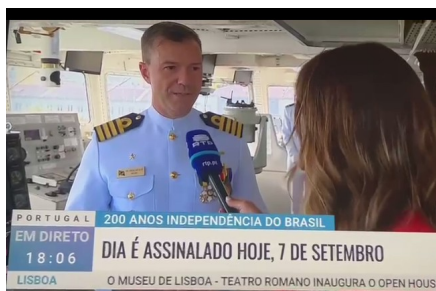 RTP
rtp.pt
PORTUGAL
200 ANOS INDEPENDÊNCIA DO BRASIL
EM DIRETO
18:06
DIA É ASSINALADO HOJE, 7 DE SETEMBRO
LISBOA
O MUSEU DE LISBOA - TEATRO ROMANO INAUGURA O OPEN HOUS